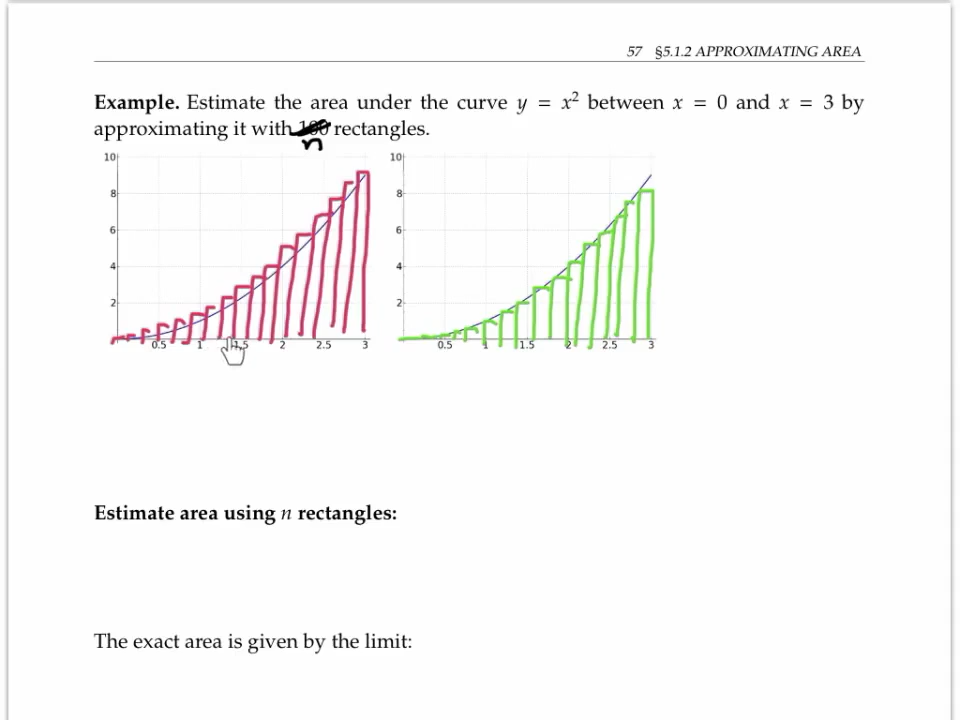 57 §5.1.2 APPROXIMATING AREA
Example. Estimate the area under the curve y = x² between x = 0 and x = 3 by
approximating it with 100 rectangles.
n
10
8
6
4
2
0.5 1 1.5 2 2.5 3
10
8
6
4
2
0.5 1 1.5 2 2.5 3
Estimate area using n rectangles:
The exact area is given by the limit: